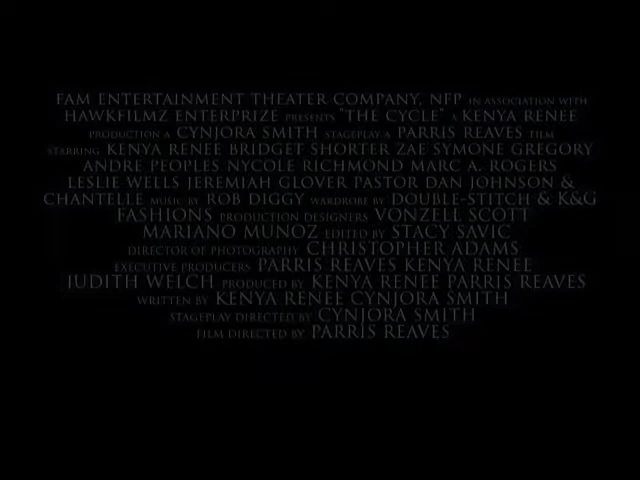 FAM ENTERTAINMENT THEATER COMPANY, NFP IN ASSOCIATION WITH
HAWKFILMZ ENTERPRIZE PRESENTS "THE CYCLE" A KENYA RENEE
PRODUCTION A CYNJORA SMITH STAGEPLAY A PARRIS REAVES FILM
STARRING KENYA RENEE BRIDGET SHORTER ZAE SYMONE GREGORY
ANDRE PEOPLES NYCOLE RICHMOND MARC A. ROGERS
LESLIE WELLS JEREMIAH GLOVER PASTOR DAN JOHNSON &
CHANTELLE MUSIC BY ROB DIGGY WARDROBE BY DOUBLE-STITCH & K&G
FASHIONS PRODUCTION DESIGNERS VONZELL SCOTT
MARIANO MUNOZ EDITED BY STACY SAVIC
DIRECTOR OF PHOTOGRAPHY CHRISTOPHER ADAMS
EXECUTIVE PRODUCERS PARRIS REAVES KENYA RENEE
JUDITH WELCH PRODUCED BY KENYA RENEE PARRIS REAVES
WRITTEN BY KENYA RENEE CYNJORA SMITH
STAGEPLAY DIRECTED BY CYNJORA SMITH
FILM DIRECTED BY PARRIS REAVES